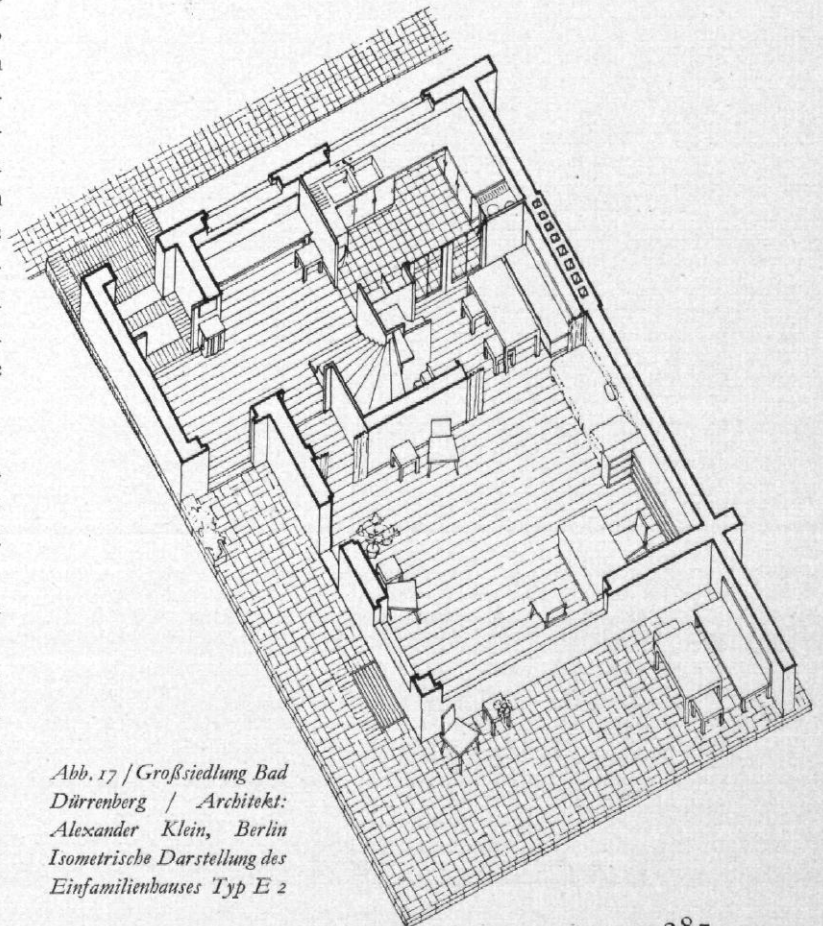 Abb. 17 / Großsiedlung Bad
Dürrenberg / Architekt:
Alexander Klein, Berlin
Isometrische Darstellung des
Einfamilienhauses Typ E 2